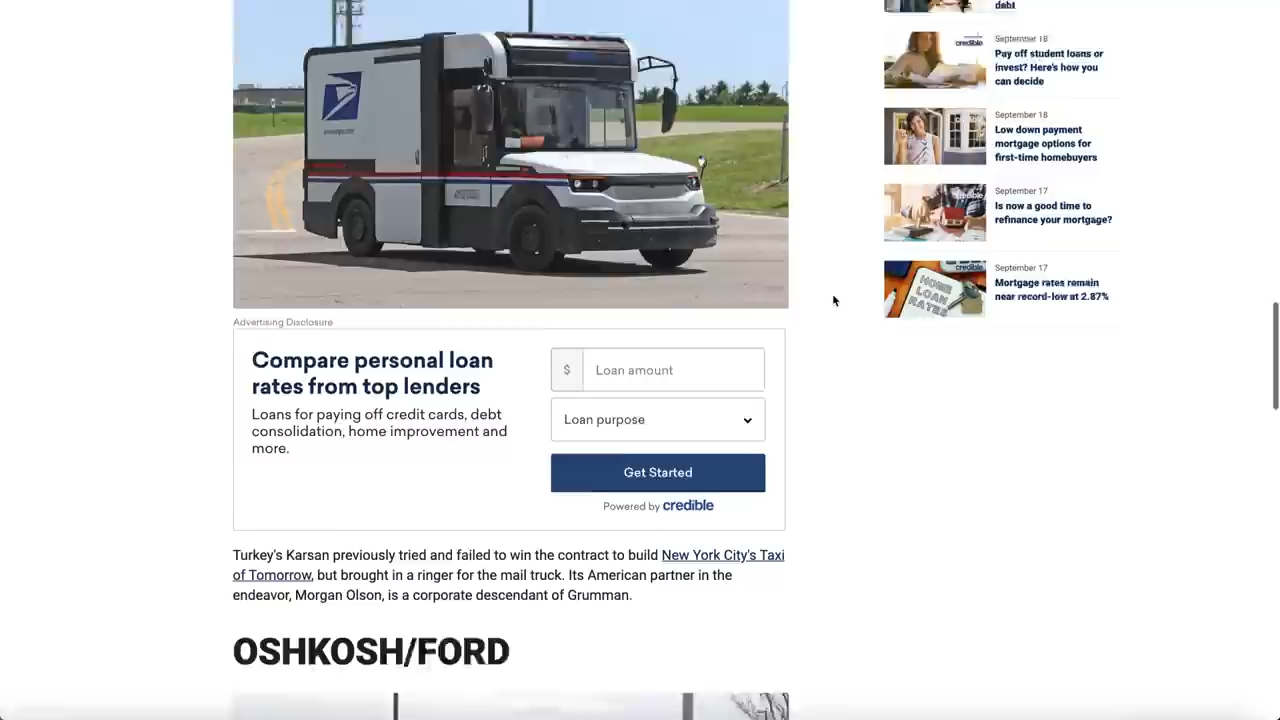 debt
September 18
Pay off student loans or
invest? Here's how you
can decide
September 18
Low down payment
mortgage options for
first-time homebuyers
September 17
Is now a good time to
refinance your mortgage?
September 17
Mortgage rates remain
near record-low at 2.87%
credible
credible
HOME
LOAN
RATES
Advertising Disclosure
Compare personal loan
rates from top lenders
Loans for paying off credit cards, debt
consolidation, home improvement and
more.
$ Loan amount
Loan purpose
Get Started
Powered by credible
Turkey's Karsan previously tried and failed to win the contract to build New York City's Taxi
of Tomorrow, but brought in a ringer for the mail truck. Its American partner in the
endeavor, Morgan Olson, is a corporate descendant of Grumman.
OSHKOSH/FORD